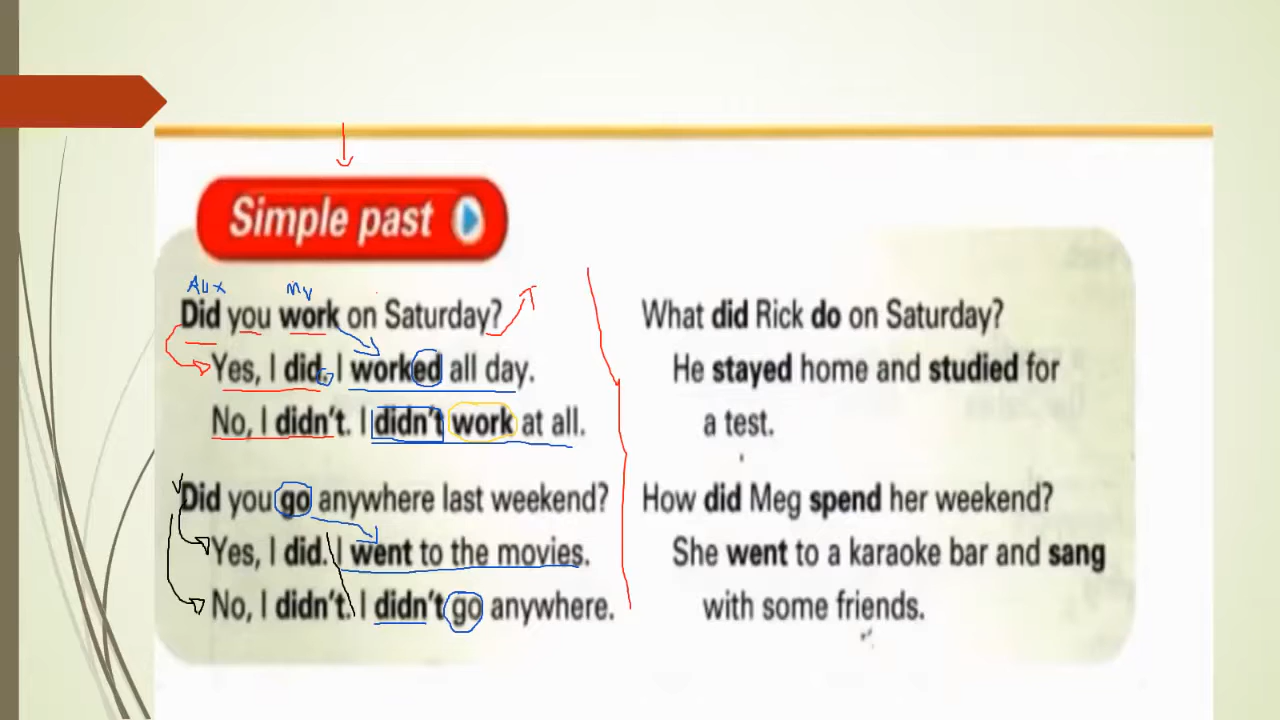 Simple past
Aux Mv
Did you work on Saturday?
Yes, I did. I worked all day.
No, I didn't. I didn't work at all.
Did you go anywhere last weekend?
Yes, I did. I went to the movies.
No, I didn't. I didn't go anywhere.
What did Rick do on Saturday?
He stayed home and studied for
a test.
How did Meg spend her weekend?
She went to a karaoke bar and sang
with some friends.